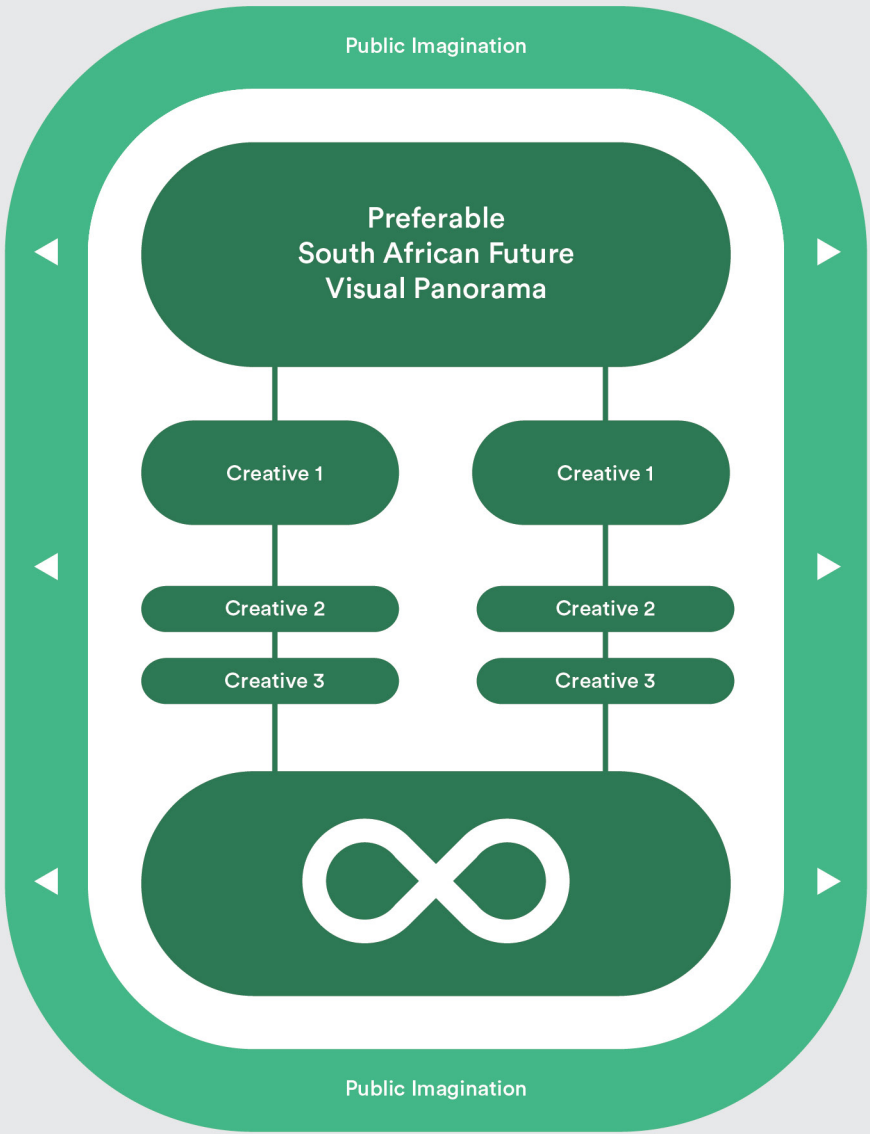 Public Imagination
Preferable
South African Future
Visual Panorama
Creative 1
Creative 1
Creative 2
Creative 2
Creative 3
Creative 3
Public Imagination